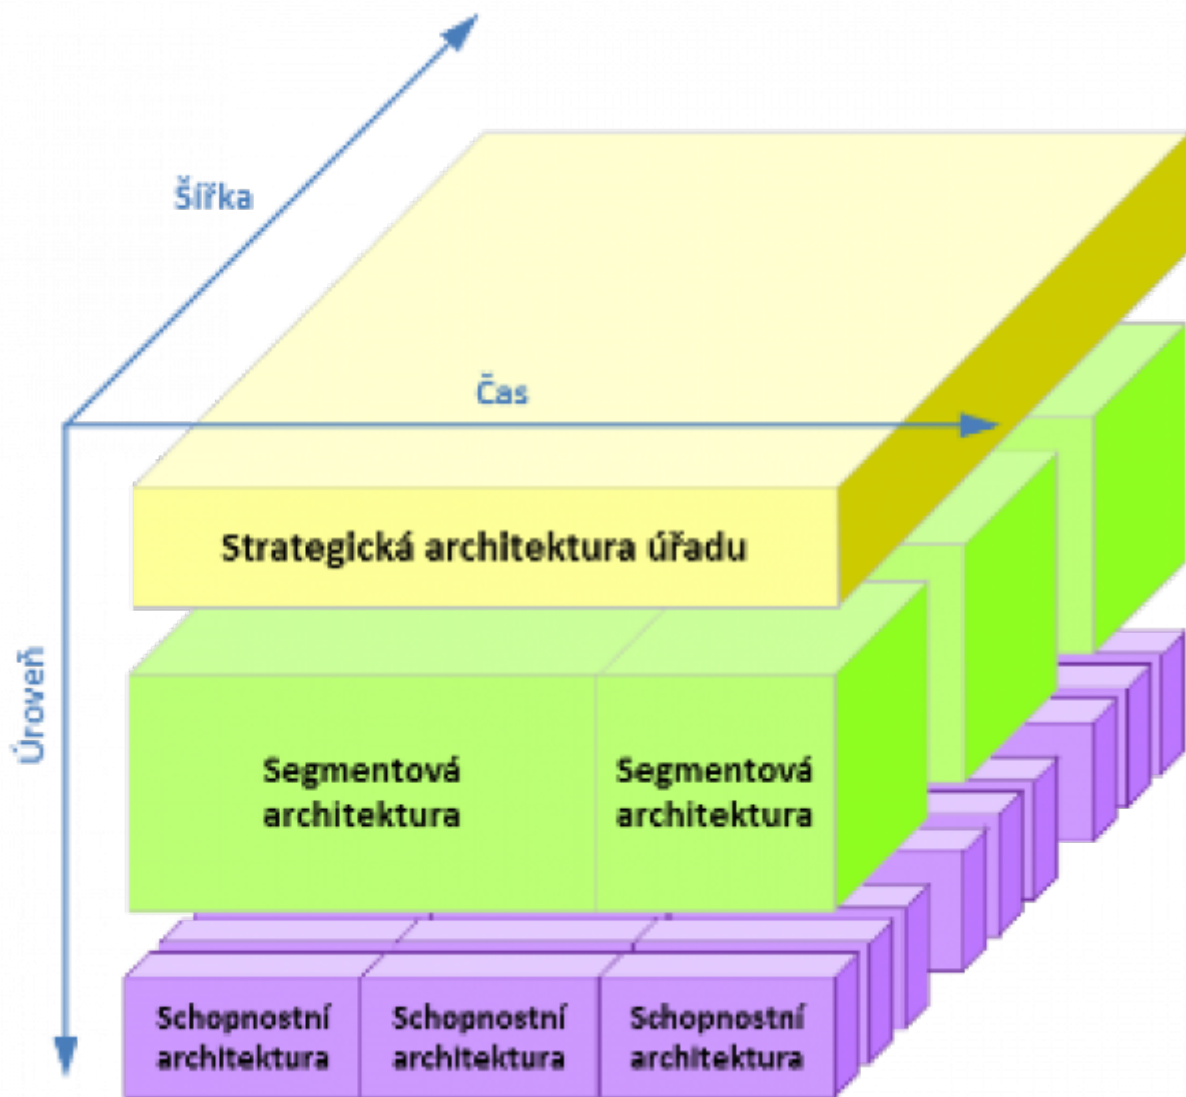 Šířka
Čas
Strategická architektura úřadu
Úroveň
Segmentová
architektura
Segmentová
architektura
Schopnostní
architektura
Schopnostní
architektura
Schopnostní
architektura